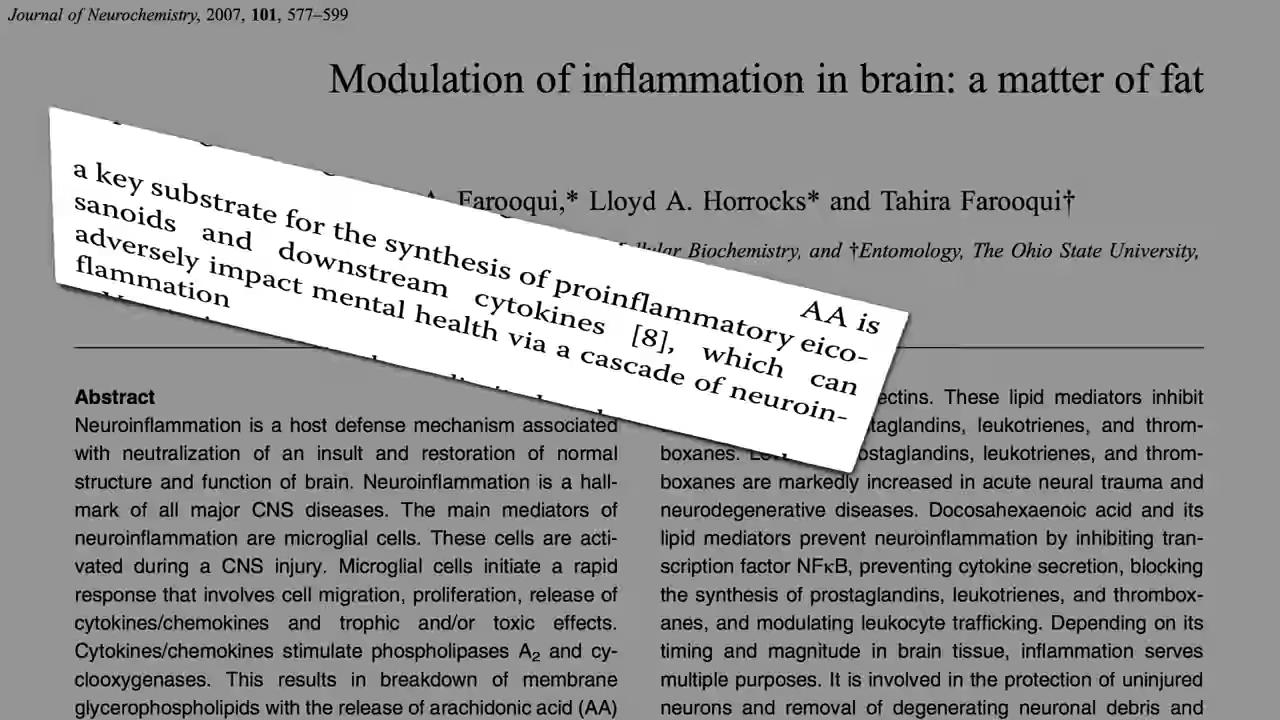 Journal of Neurochemistry, 2007, 101, 577–599
Modulation of inflammation in brain: a matter of fat
Farooqui,* Lloyd A. Horrocks* and Tahira Farooqui†
Biochemistry, and †Entomology, The Ohio State University,
AA is
a key substrate for the synthesis of proinflammatory eico-
sanoids and downstream cytokines [8], which can
adversely impact mental health via a cascade of neuroin-
flammation
Abstract
Neuroinflammation is a host defense mechanism associated
with neutralization of an insult and restoration of normal
structure and function of brain. Neuroinflammation is a hall-
mark of all major CNS diseases. The main mediators of
neuroinflammation are microglial cells. These cells are acti-
vated during a CNS injury. Microglial cells initiate a rapid
response that involves cell migration, proliferation, release of
cytokines/chemokines and trophic and/or toxic effects.
Cytokines/chemokines stimulate phospholipases A₂ and cy-
clooxygenases. This results in breakdown of membrane
glycerophospholipids with the release of arachidonic acid (AA)
ectins. These lipid mediators inhibit
taglandins, leukotrienes, and throm-
boxanes. ostaglandins, leukotrienes, and throm-
boxanes are markedly increased in acute neural trauma and
neurodegenerative diseases. Docosahexaenoic acid and its
lipid mediators prevent neuroinflammation by inhibiting tran-
scription factor NFκB, preventing cytokine secretion, blocking
the synthesis of prostaglandins, leukotrienes, and thrombox-
anes, and modulating leukocyte trafficking. Depending on its
timing and magnitude in brain tissue, inflammation serves
multiple purposes. It is involved in the protection of uninjured
neurons and removal of degenerating neuronal debris and